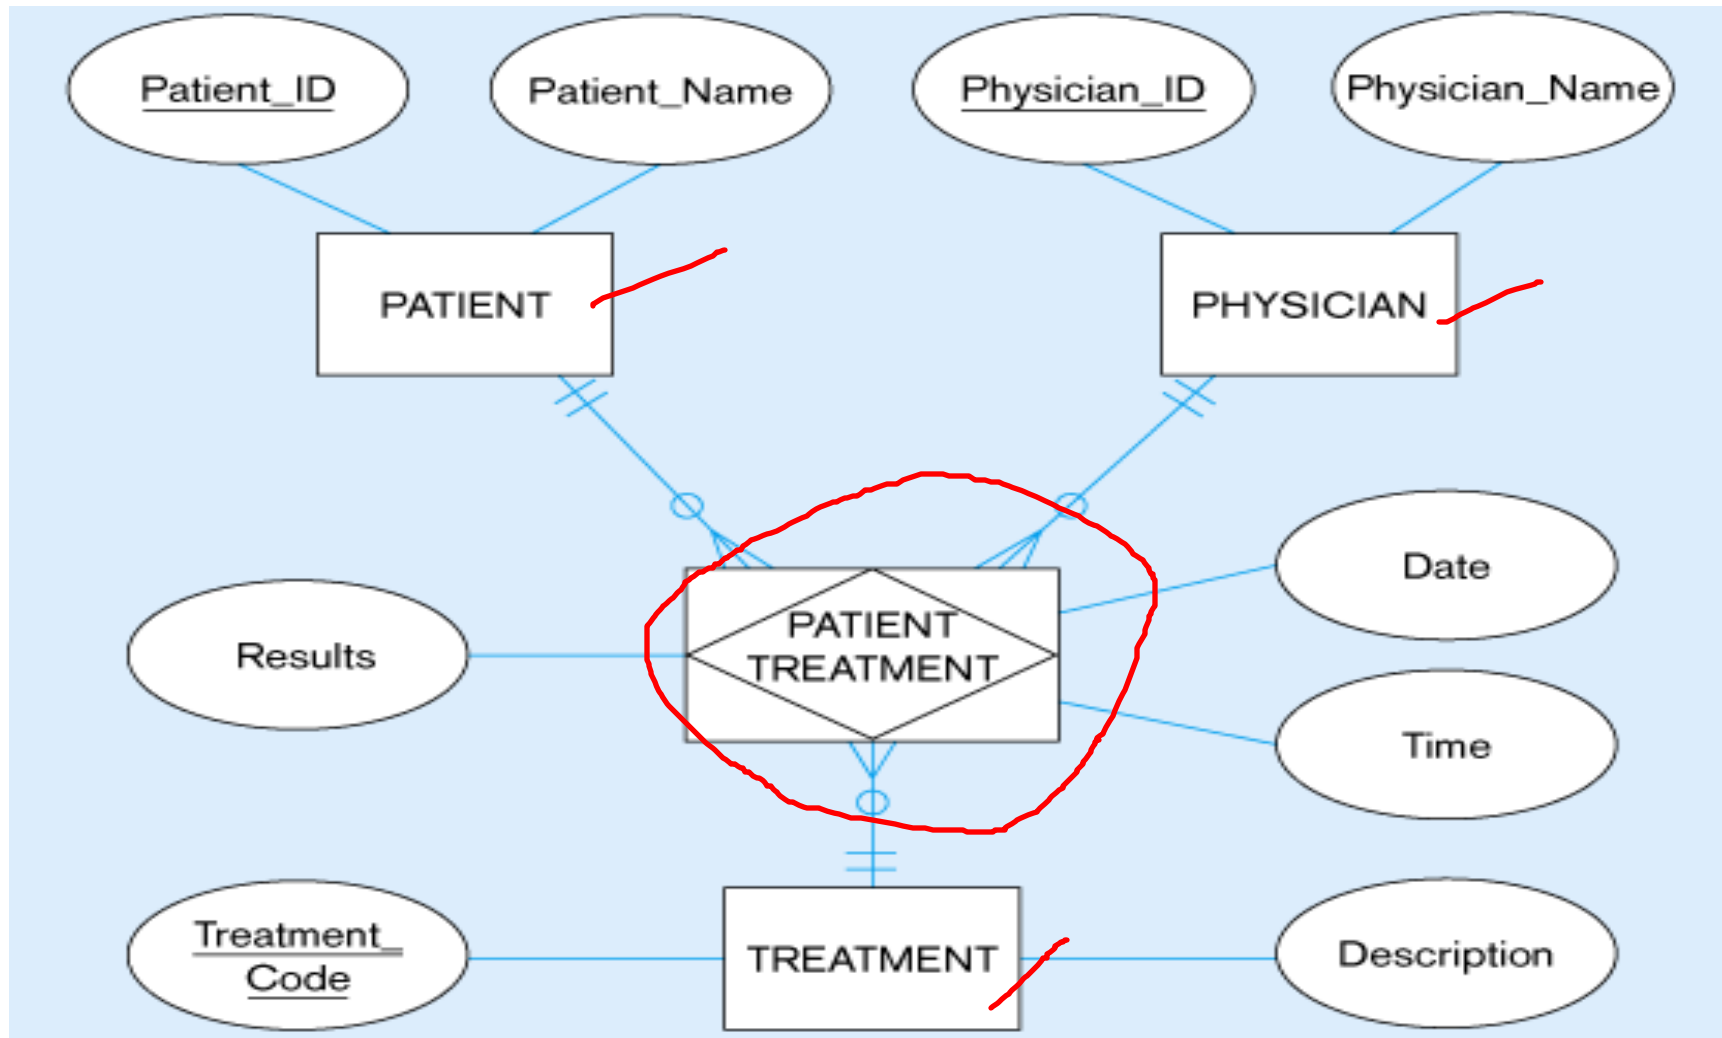 Patient_ID
Patient_Name
Physician_ID
Physician_Name
PATIENT
PHYSICIAN
Date
PATIENT
TREATMENT
Results
Time
Treatment_
Code
TREATMENT
Description